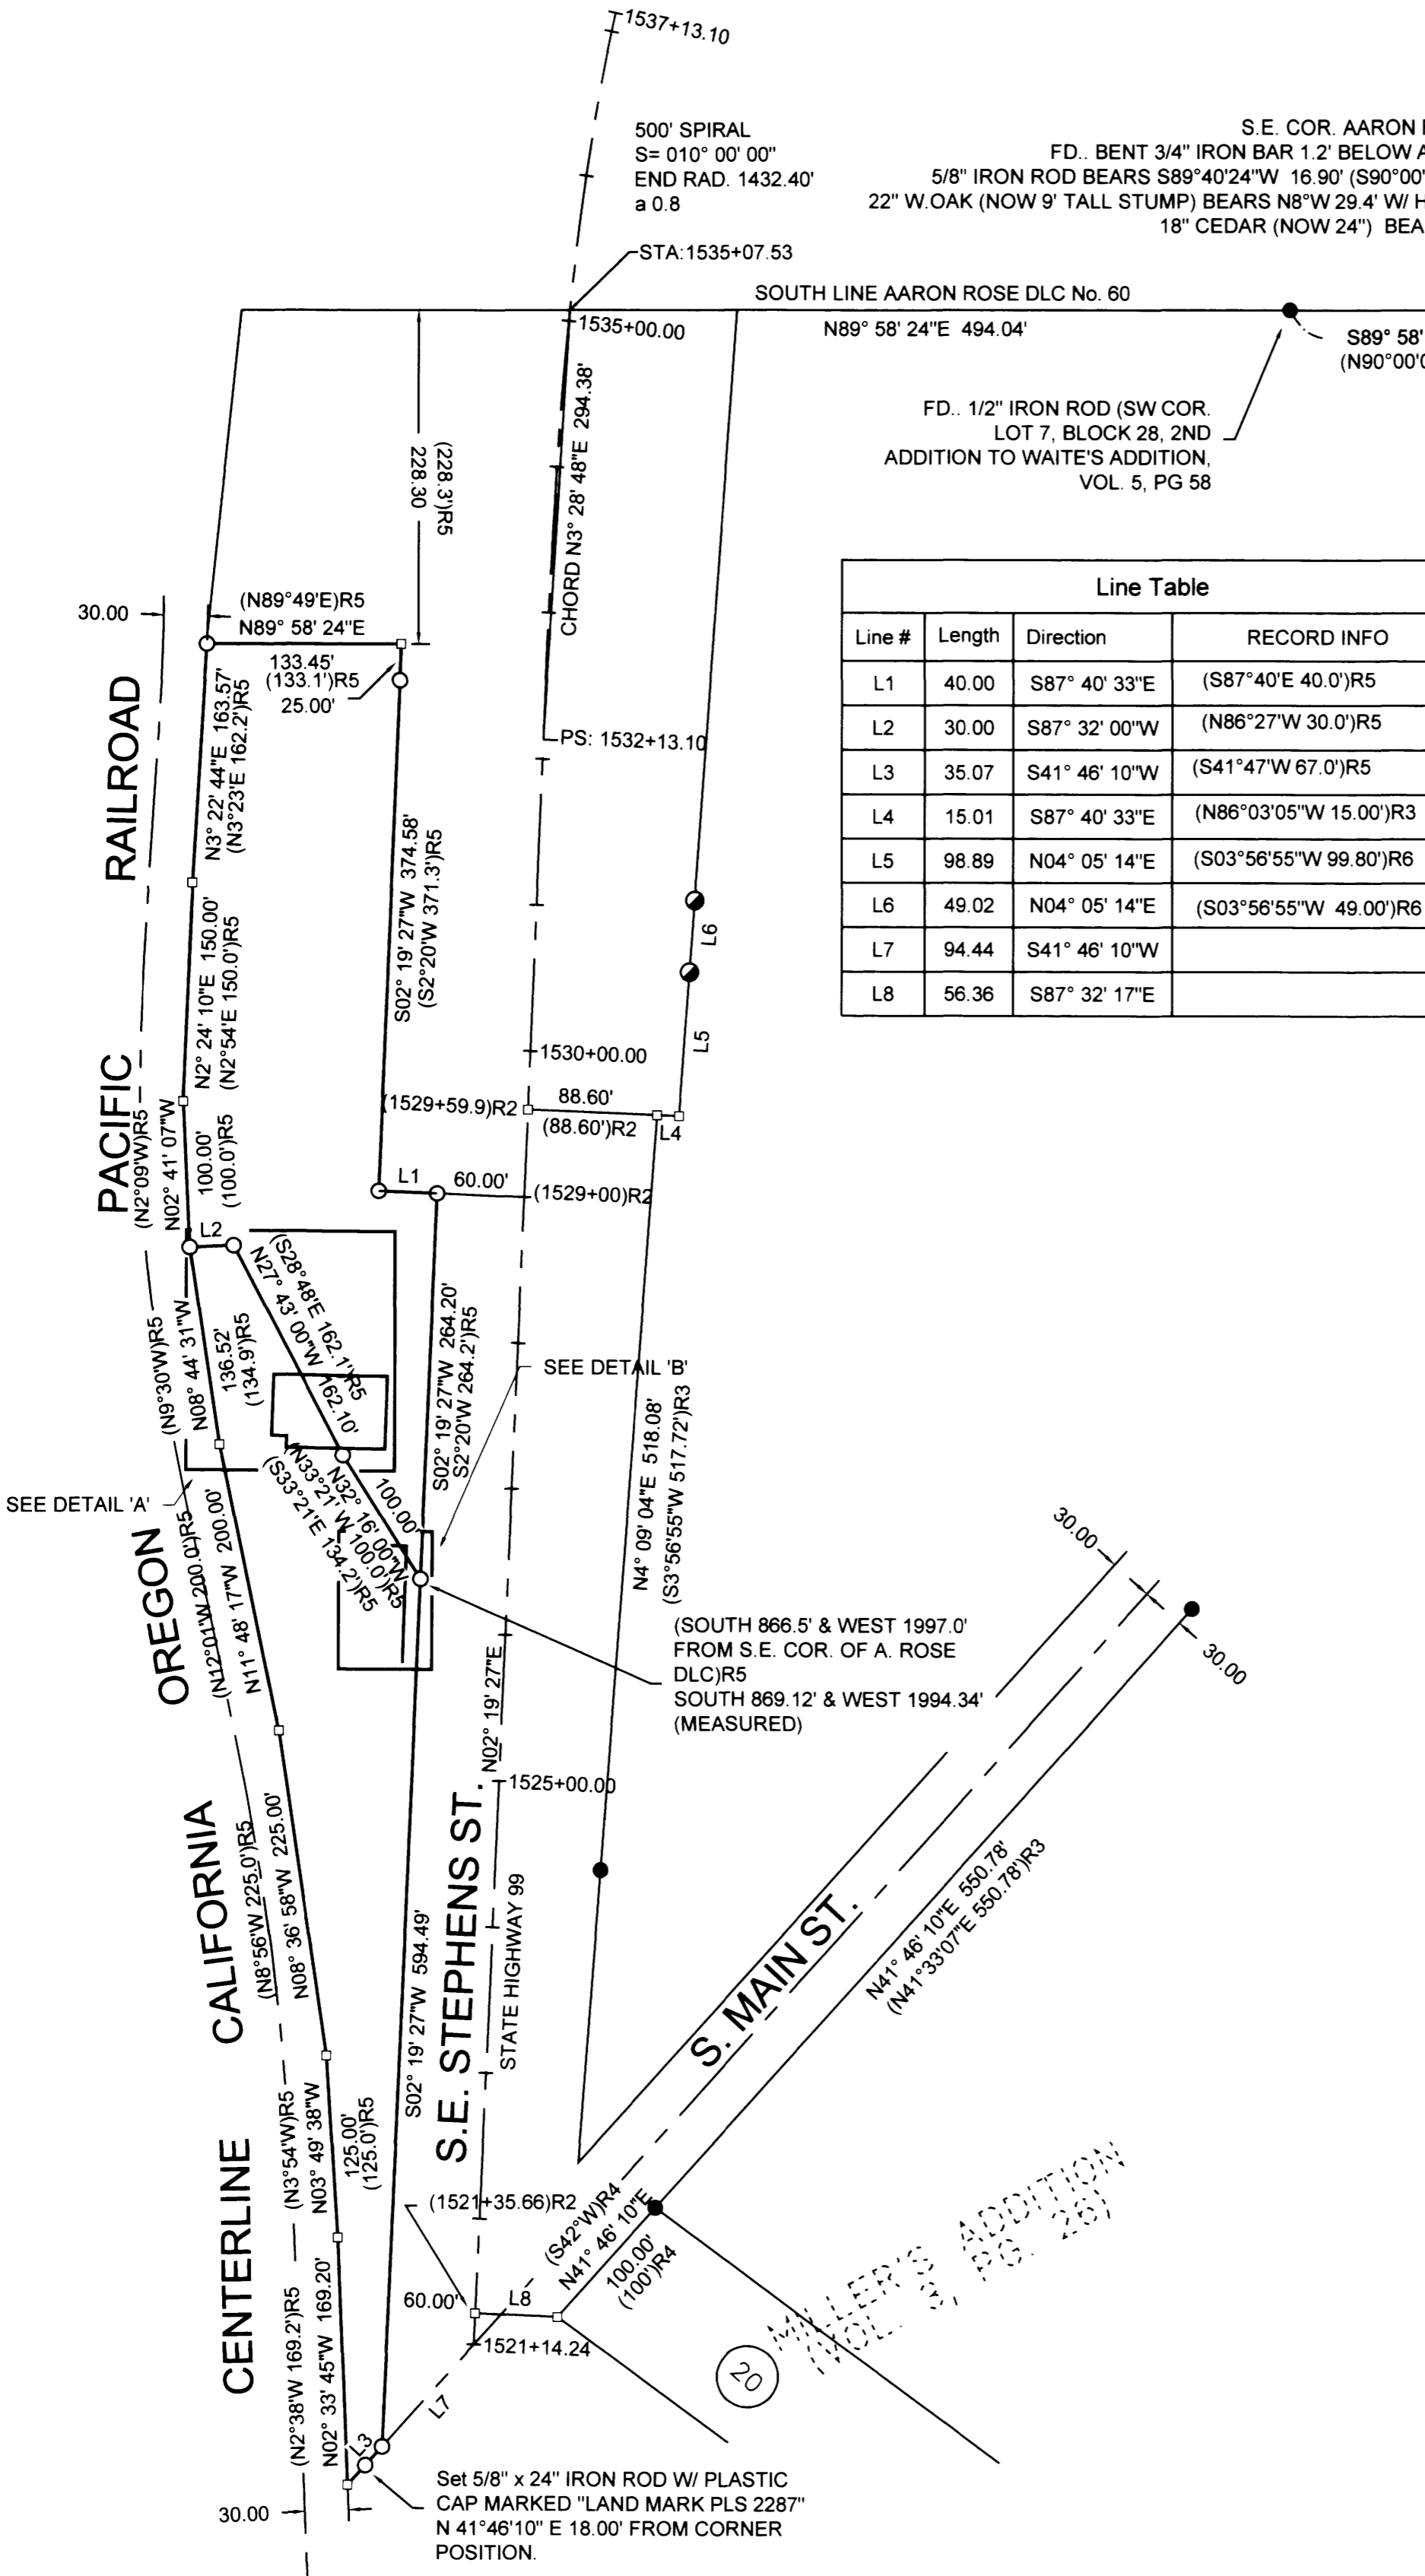 1537+13.10
500' SPIRAL
S= 010° 00' 00"
END RAD. 1432.40'
a 0.8
S.E. COR. AARON
FD.. BENT 3/4" IRON BAR 1.2' BELOW
5/8" IRON ROD BEARS S89°40'24"W 16.90' (S90°00'
22" W.OAK (NOW 9' TALL STUMP) BEARS N8°W 29.4' W/
18" CEDAR (NOW 24")
STA:1535+07.53
SOUTH LINE AARON ROSE DLC No. 60
1535+00.00
N89° 58' 24"E 494.04'
S89° 58'
(N90°00'
FD.. 1/2" IRON ROD (SW COR.
LOT 7, BLOCK 28, 2ND
ADDITION TO WAITE'S ADDITION,
VOL. 5, PG 58
CHORD N3° 28' 48"E 294.38'
(228.3')R5
228.30
30.00
(N89°49'E)R5
N89° 58' 24"E
133.45'
(133.1')R5
25.00'
Line Table
Line # Length Direction RECORD INFO
L1 40.00 S87° 40' 33"E (S87°40'E 40.0')R5
L2 30.00 S87° 32' 00"W (N86°27'W 30.0')R5
L3 35.07 S41° 46' 10"W (S41°47'W 67.0')R5
L4 15.01 S87° 40' 33"E (N86°03'05"W 15.00')R3
L5 98.89 N04° 05' 14"E (S03°56'55"W 99.80')R6
L6 49.02 N04° 05' 14"E (S03°56'55"W 49.00')R6
L7 94.44 S41° 46' 10"W
L8 56.36 S87° 32' 17"E
N3° 22' 44"E 163.57'
(N3°23'E 162.2')R5
PS: 1532+13.10
S02° 19' 27"W 374.58'
(S2°20'W 371.3')R5
L6
L5
N2° 24' 10"E 150.00'
(N2°54'E 150.0')R5
1530+00.00
(1529+59.9)R2
88.60'
(88.60')R2
L4
L1
60.00'
(1529+00)R2
(N2°09'W)R5
N02° 41' 07"W
100.00'
(100.0')R5
L2
(S28°48'E 162.1')R5
N27° 43' 00"W 162.10'
(N9°30'W)R5
N08° 44' 31"W
136.52'
(134.9')R5
SEE DETAIL 'B'
S02° 19' 27"W 264.20'
S2°20'W 264.2')R5
SEE DETAIL 'A'
100.00'
N32° 16' 00"W
(N33°21' W 100.0')R5
(S33°21'E 134.2')R5
N4° 09' 04"E 518.08'
(S3°56'55"W 517.72')R3
(N12°01'W 200.0')R5
N11° 48' 17"W 200.00'
(SOUTH 866.5' & WEST 1997.0'
FROM S.E. COR. OF A. ROSE
DLC)R5
SOUTH 869.12' & WEST 1994.34'
(MEASURED)
30.00
30.00
N02° 19' 27"E
1525+00.00
CENTERLINE CALIFORNIA OREGON PACIFIC RAILROAD
S.E. STEPHENS ST.
STATE HIGHWAY 99
S. MAIN ST.
N41° 46' 10"E 550.78'
(N41°33'07"E 550.78')R3
(N8°56'W 225.0')R5
N08° 36' 58"W 225.00'
S02° 19' 27"W 594.49'
(N3°54'W)R5
N03° 49' 38"W
125.00'
(125.0')R5
(1521+35.66)R2
(S42°W)R4
N41° 46' 10"E
100.00'
(100')R4
60.00'
L8
1521+14.24
MILLER'S ADDITION
VOL. 3, PG. 267
20
(N2°38'W 169.2')R5
N02° 33' 45"W 169.20'
L7
L3
30.00
Set 5/8" x 24" IRON ROD W/ PLASTIC
CAP MARKED "LAND MARK PLS 2287"
N 41°46'10" E 18.00' FROM CORNER
POSITION.